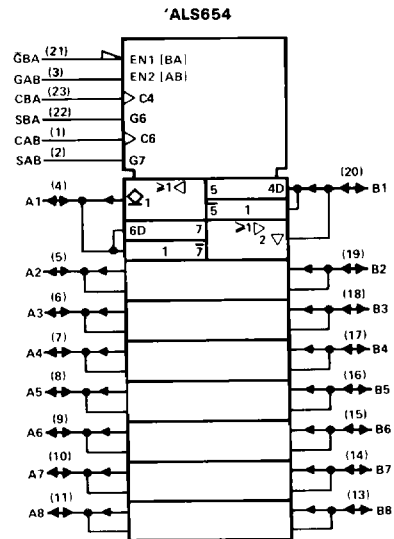 'ALS654
G̅BA (21) EN1 [BA]
GAB (3) EN2 [AB]
CBA (23) C4
SBA (22) G6
CAB (1) C6
SAB (2) G7
A1 (4) 1 ≥1 5 4D (20) B1
5̅ 1
6D 7 ≥1 2
1 7̅
A2 (5) (19) B2
A3 (6) (18) B3
A4 (7) (17) B4
A5 (8) (16) B5
A6 (9) (15) B6
A7 (10) (14) B7
A8 (11) (13) B8